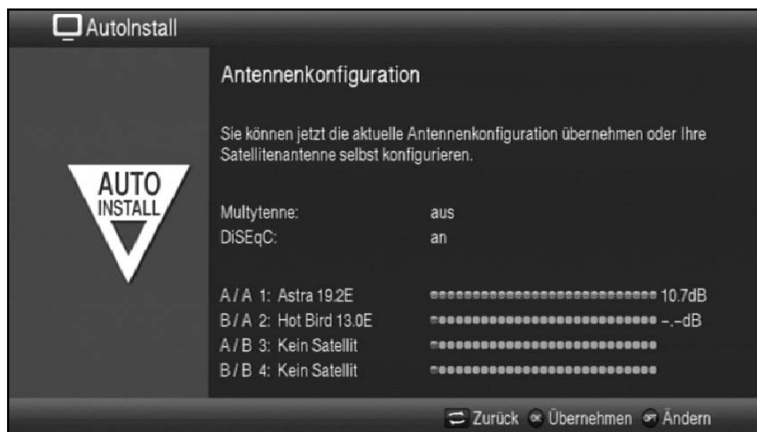 AutoInstall
Antennenkonfiguration
Sie können jetzt die aktuelle Antennenkonfiguration übernehmen oder Ihre
Satellitenantenne selbst konfigurieren.
AUTO
INSTALL
Multytenne: aus
DiSEqC: an
A / A 1: Astra 19.2E 10.7dB
B / A 2: Hot Bird 13.0E -.-dB
A / B 3: Kein Satellit
B / B 4: Kein Satellit
Zurück OK Übernehmen OPT Ändern